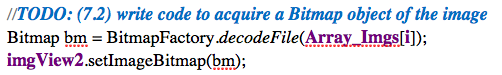 //TODO: (7.2) write code to acquire a Bitmap object of the image
Bitmap bm = BitmapFactory.decodeFile(Array_Imgs[i]);
imgView2.setImageBitmap(bm);